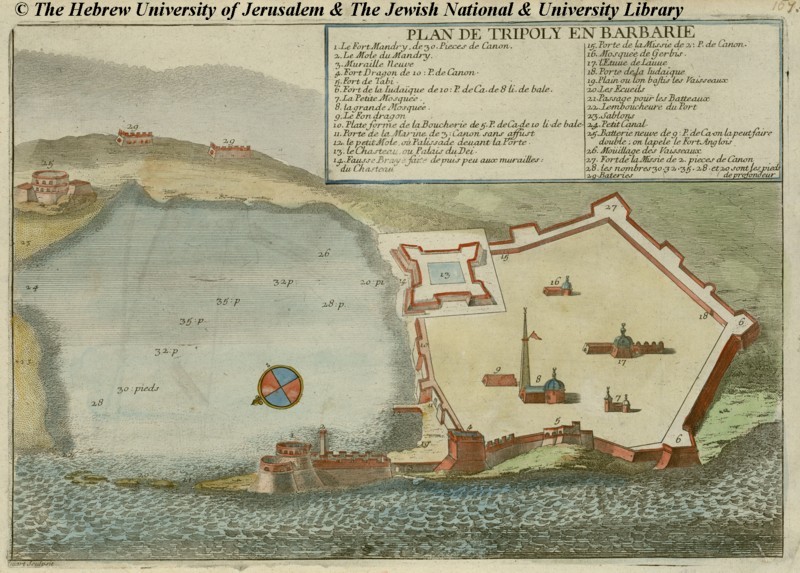 © The Hebrew University of Jerusalem & The Jewish National & University Library
PLAN DE TRIPOLY EN BARBARIE
1. Le Fort Mandry, de 30. Pieces de Canon.
2. Le Mole du Mandry.
3. Muraille Neuve
4. Fort Dragon de 10: P. de Canon.
5. Fort de Tabi.
6. Fort de la Iudaïque de 10: P. de Ca. de 8 li. de bale.
7. La Petite Mosquée.
8. la grande Mosquée.
9. Le Fon dragon
10. Plate forme de la Boucherie de 5. P. de Ca. de 10 li. de bale
11. Porte de la Marine de 3: Canon sans affust
12. le petit Mole, ou Palissade devant la Porte
13. le Chasteau, ou Palais du Dei.
14. Fausse Braye faite de puis peu aux murailles:
du Chasteau
15. Porte de la Missie de 2: P. de Canon.
16. Mosquée de Gerbis.
17. l'Etuve de
18. Porte de la Iudaïque
19. Plain ou lon bastis les Vaisseaux
20. Les Ecueils
21. Passage pour les Batteaux
22. Lemboucheure du Port
23. Sablons
24. Petit Canal
25. Batterie neuve de 9: P. de Ca on la peut faire
double: on lapele le Fort Anglois
26. Mouillage des Vaisseaux
27. Fort de la Missie de 2. pieces de Canon
28. les nombres 30. 32. 35. 28. et 20 sont les pieds
de profondeur
29. Bateries
29
29
25
27
26
24
32 p
20. pi
35: p
28: p.
35: p.
32. p
30: pieds
28
13
15
16
18
6
17
9
8
7
10
5
4
6